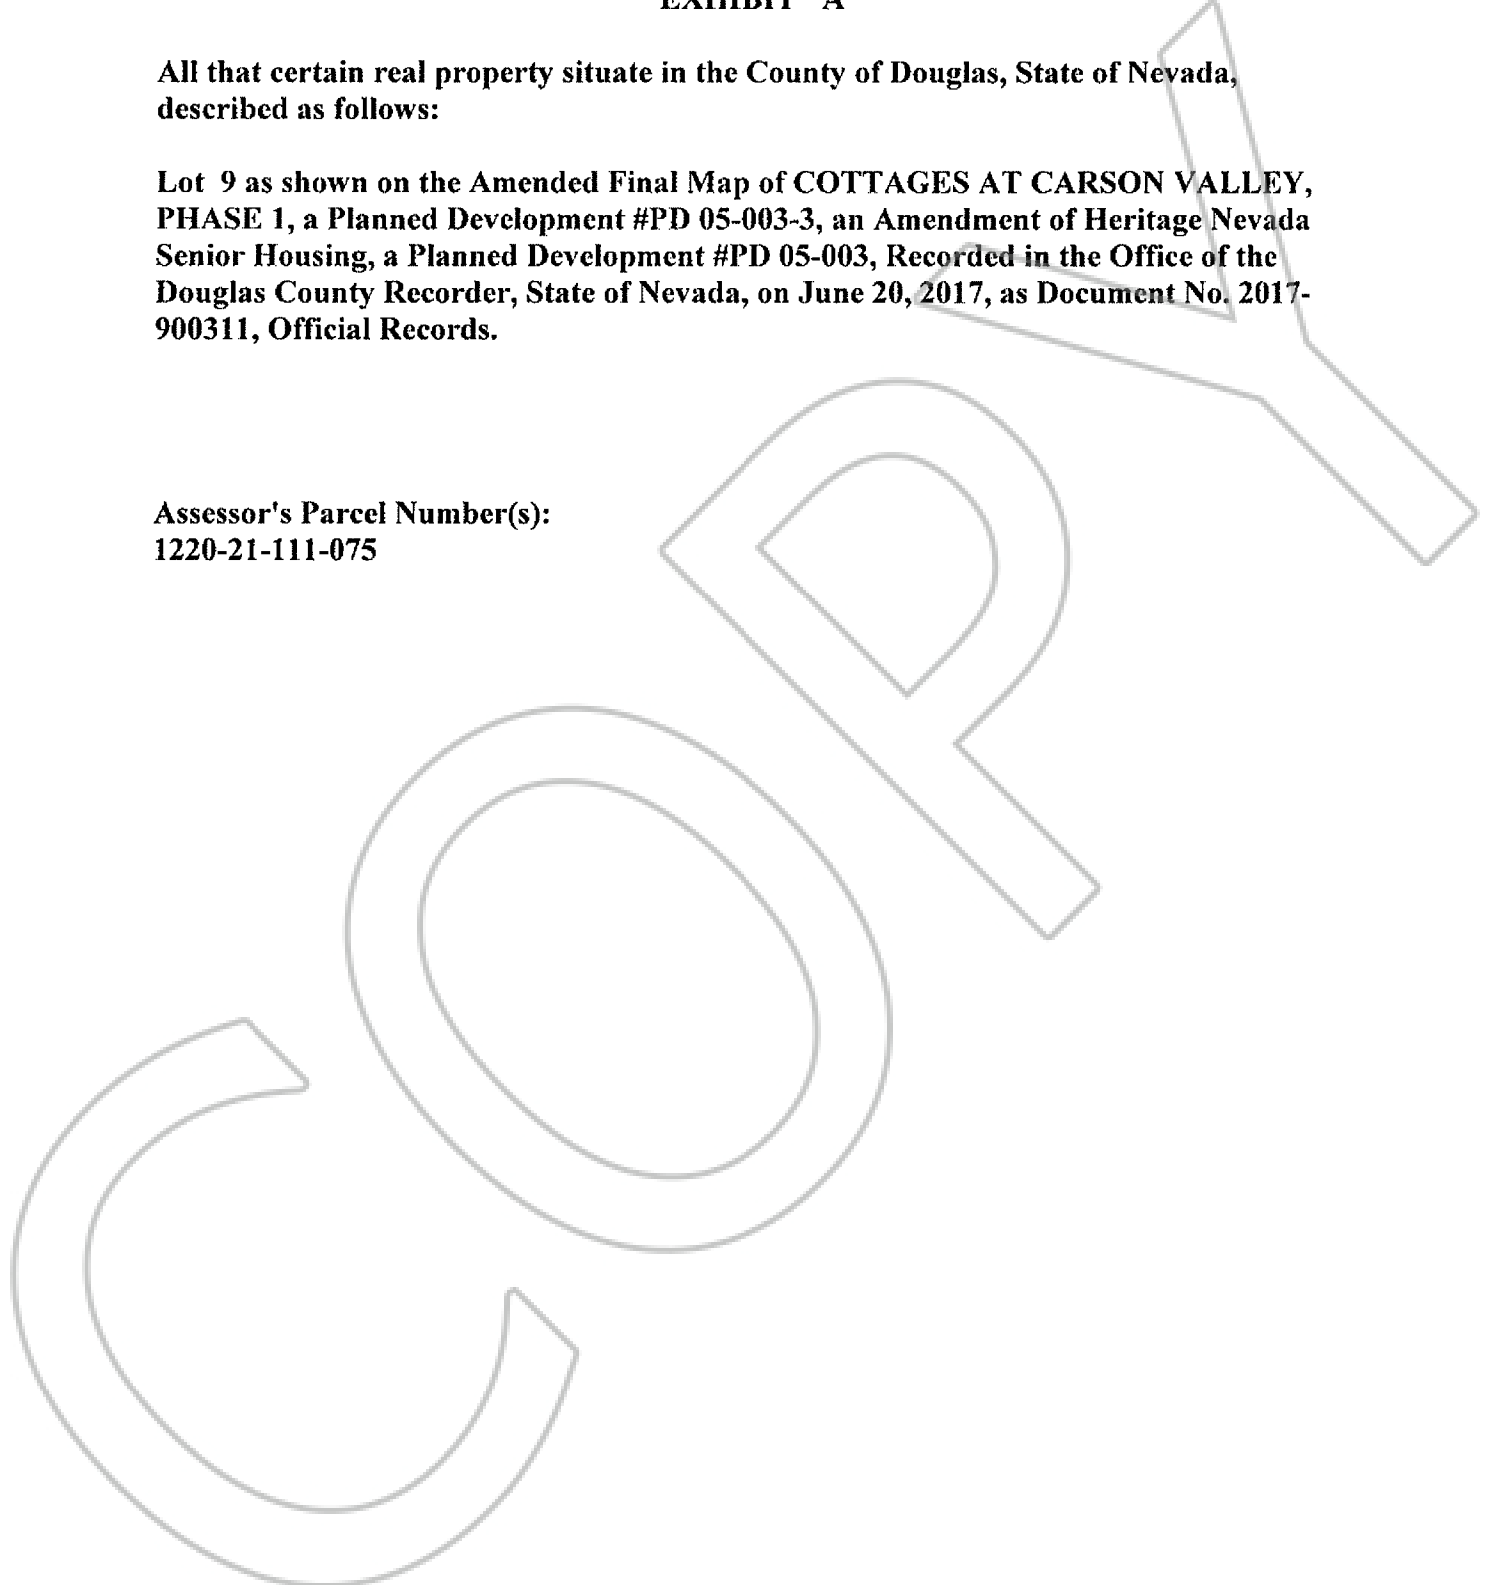 EXHIBIT "A"
All that certain real property situate in the County of Douglas, State of Nevada,
described as follows:
Lot 9 as shown on the Amended Final Map of COTTAGES AT CARSON VALLEY,
PHASE 1, a Planned Development #PD 05-003-3, an Amendment of Heritage Nevada
Senior Housing, a Planned Development #PD 05-003, Recorded in the Office of the
Douglas County Recorder, State of Nevada, on June 20, 2017, as Document No. 2017-
900311, Official Records.
Assessor's Parcel Number(s):
1220-21-111-075
COPY